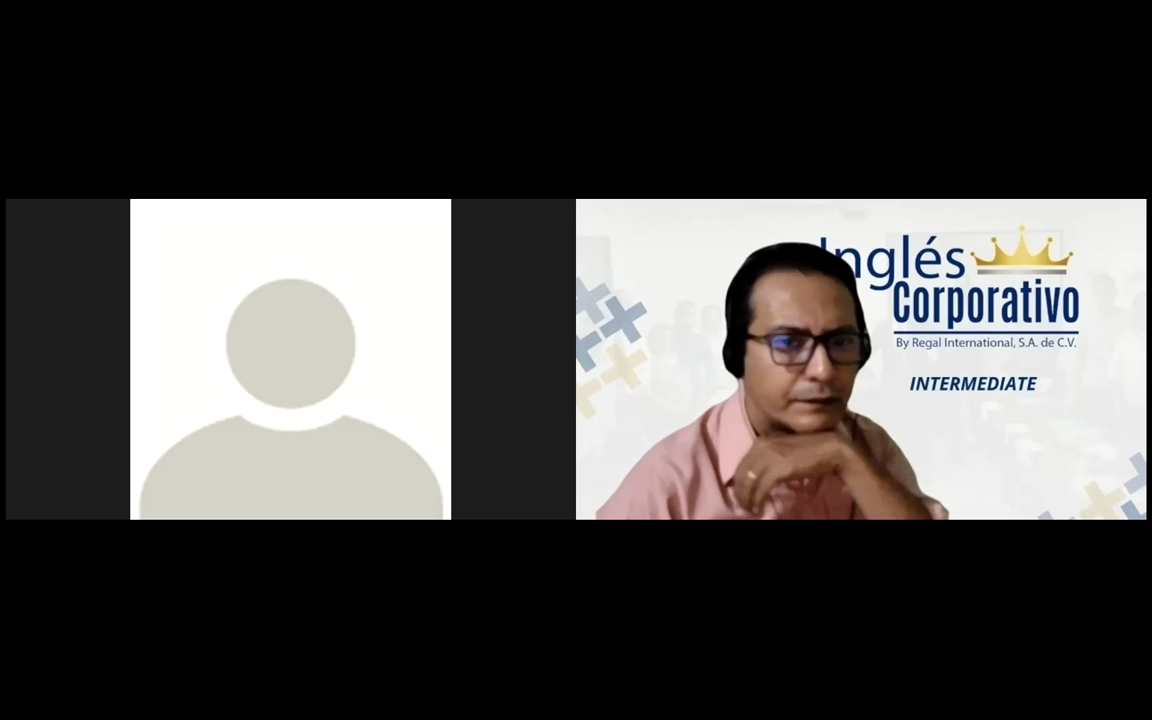 Inglés
Corporativo
By Regal International, S.A. de C.V.
INTERMEDIATE